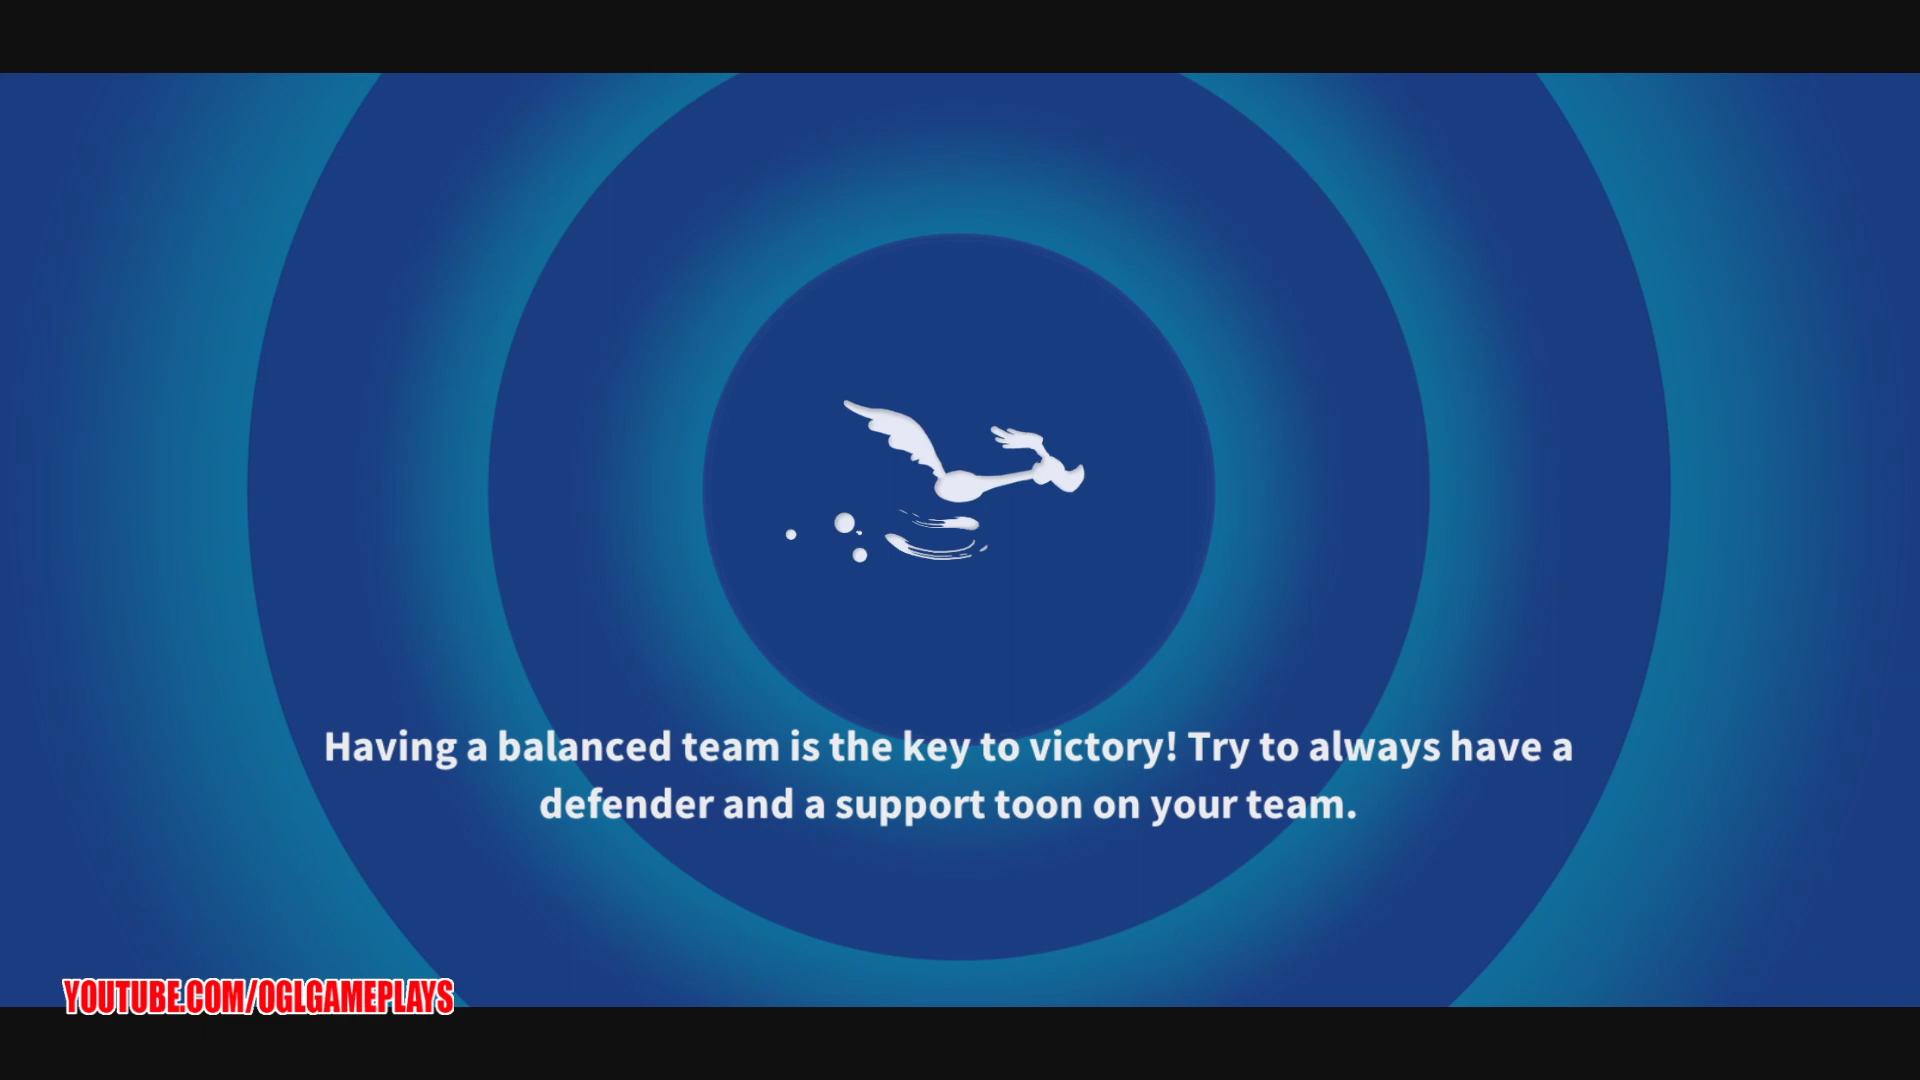 Having a balanced team is the key to victory! Try to always have a
defender and a support toon on your team.
YOUTUBE.COM/OGLGAMEPLAYS